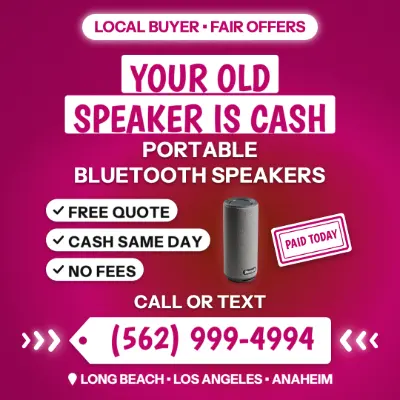 LOCAL BUYER • FAIR OFFERS
YOUR OLD
SPEAKER IS CASH
PORTABLE
BLUETOOTH SPEAKERS
FREE QUOTE
CASH SAME DAY
NO FEES
PAID TODAY
CALL OR TEXT
(562) 999-4994
LONG BEACH • LOS ANGELES • ANAHEIM